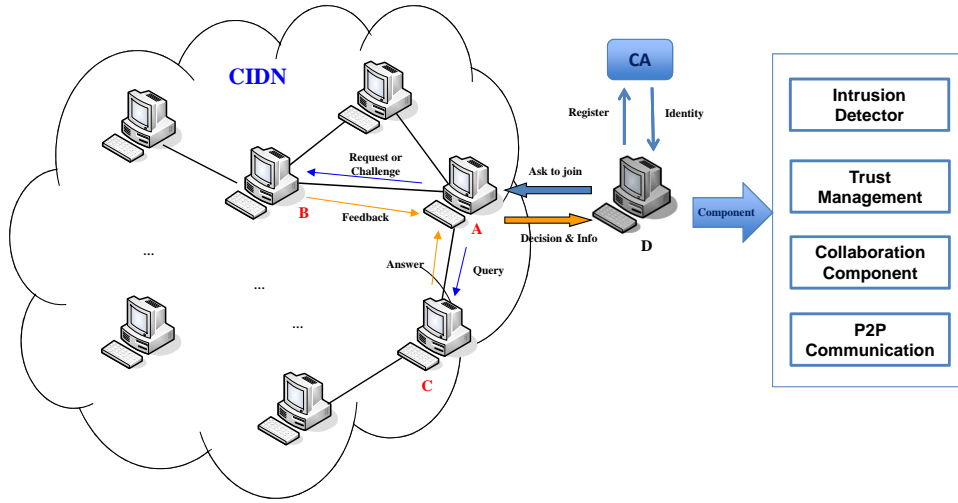 CIDN
CA
Register
Identity
Request or
Challenge
Ask to join
B
Feedback
A
Decision & Info
D
Component
Answer
Query
...
...
...
C
Intrusion
Detector
Trust
Management
Collaboration
Component
P2P
Communication